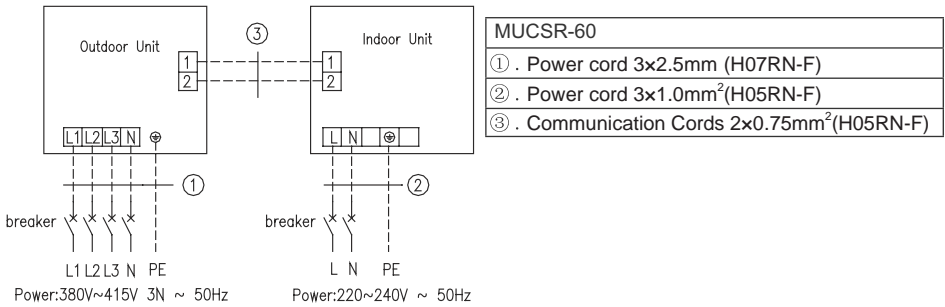 Outdoor Unit
1
2
L1 L2 L3 N
①
breaker
L1 L2 L3 N PE
Power:380V~415V 3N ~ 50Hz
③
Indoor Unit
1
2
L N
②
breaker
L N PE
Power:220~240V ~ 50Hz
MUCSR-60
① . Power cord 3×2.5mm (H07RN-F)
② . Power cord 3×1.0mm²(H05RN-F)
③ . Communication Cords 2×0.75mm²(H05RN-F)